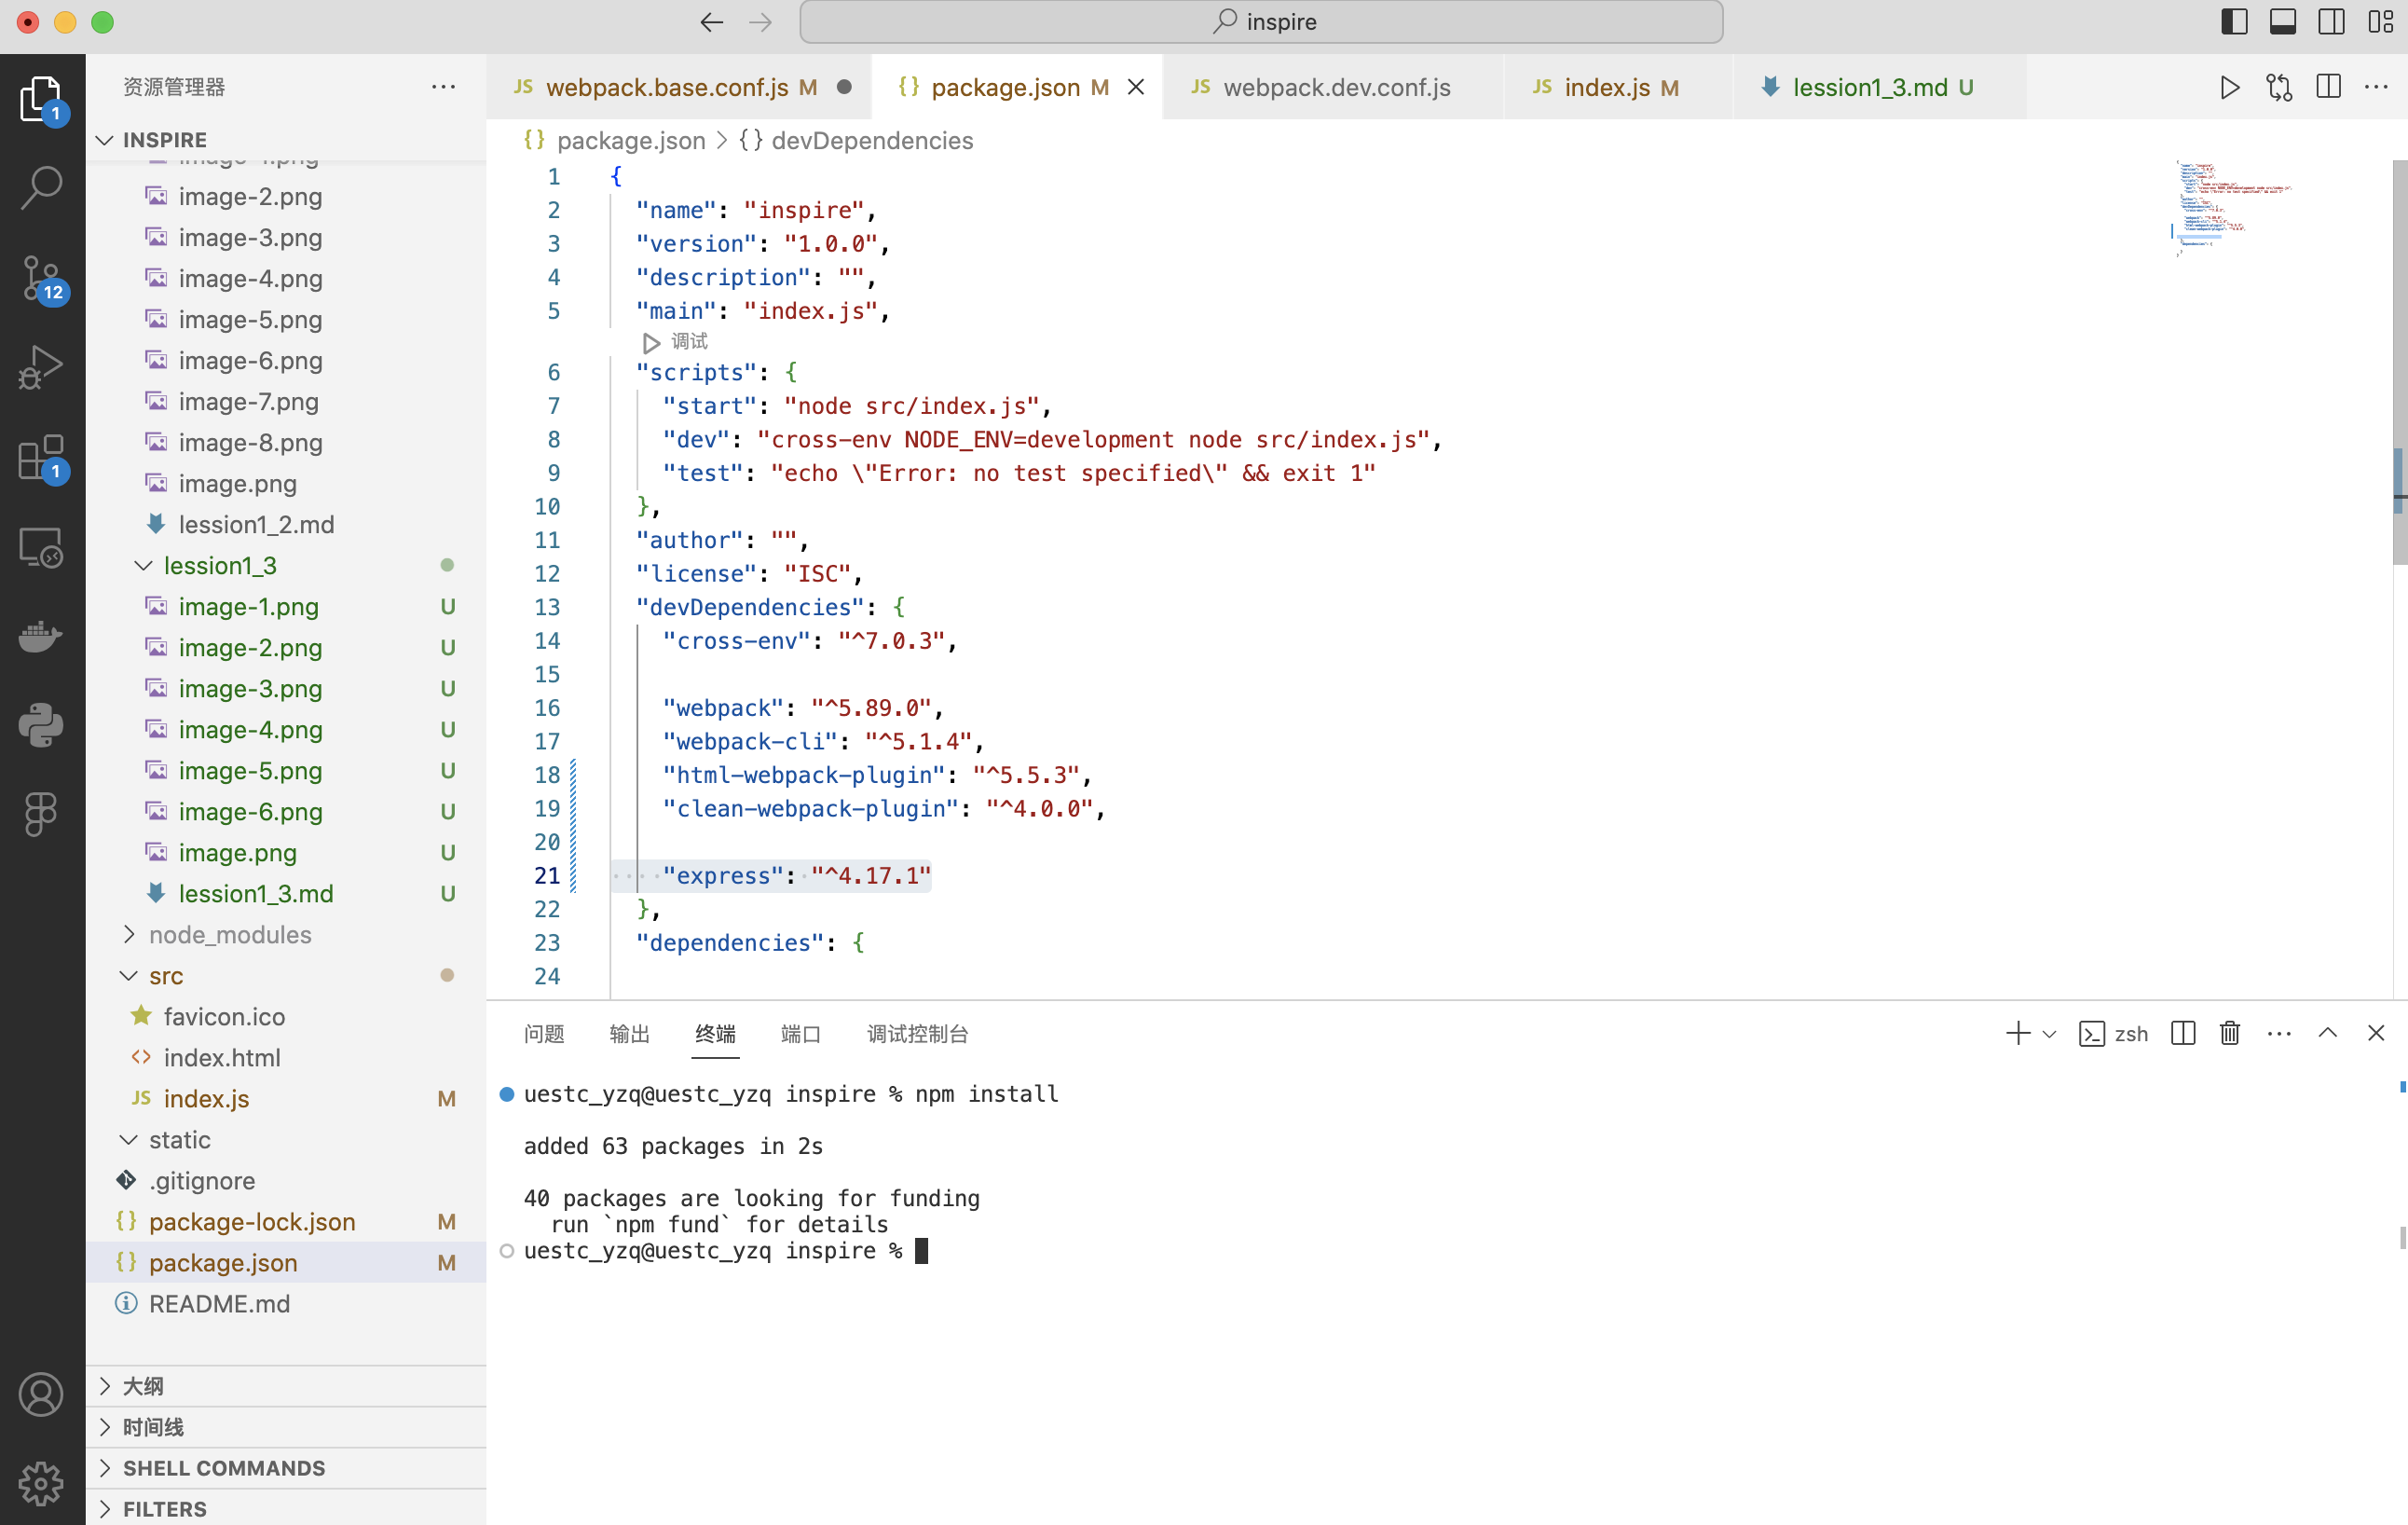 inspire
1
12
1
资源管理器
INSPIRE
image-2.png
image-3.png
image-4.png
image-5.png
image-6.png
image-7.png
image-8.png
image.png
lession1_2.md
lession1_3
image-1.png U
image-2.png U
image-3.png U
image-4.png U
image-5.png U
image-6.png U
image.png U
lession1_3.md U
node_modules
src
favicon.ico
<> index.html
JS index.js M
static
.gitignore
{} package-lock.json M
{} package.json M
README.md
大纲
时间线
SHELL COMMANDS
FILTERS
JS webpack.base.conf.js M
{} package.json M
JS webpack.dev.conf.js
JS index.js M
lession1_3.md U
{} package.json > {} devDependencies
1 {
2 "name": "inspire",
3 "version": "1.0.0",
4 "description": "",
5 "main": "index.js",
调试
6 "scripts": {
7 "start": "node src/index.js",
8 "dev": "cross-env NODE_ENV=development node src/index.js",
9 "test": "echo \"Error: no test specified\" && exit 1"
10 },
11 "author": "",
12 "license": "ISC",
13 "devDependencies": {
14 "cross-env": "^7.0.3",
15
16 "webpack": "^5.89.0",
17 "webpack-cli": "^5.1.4",
18 "html-webpack-plugin": "^5.5.3",
19 "clean-webpack-plugin": "^4.0.0",
20
21 "express": "^4.17.1"
22 },
23 "dependencies": {
24
问题 输出 终端 端口 调试控制台
zsh
uestc_yzq@uestc_yzq inspire % npm install
added 63 packages in 2s
40 packages are looking for funding
run `npm fund` for details
uestc_yzq@uestc_yzq inspire %